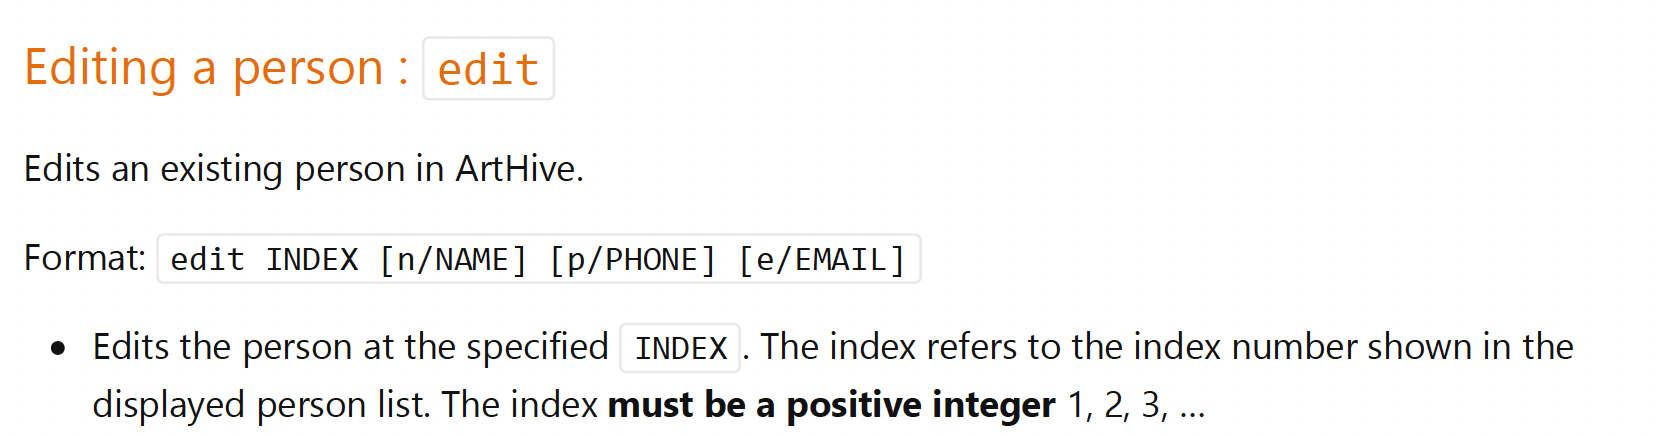 Editing a person : edit
Edits an existing person in ArtHive.
Format: edit INDEX [n/NAME] [p/PHONE] [e/EMAIL]
• Edits the person at the specified INDEX . The index refers to the index number shown in the
displayed person list. The index must be a positive integer 1, 2, 3, …